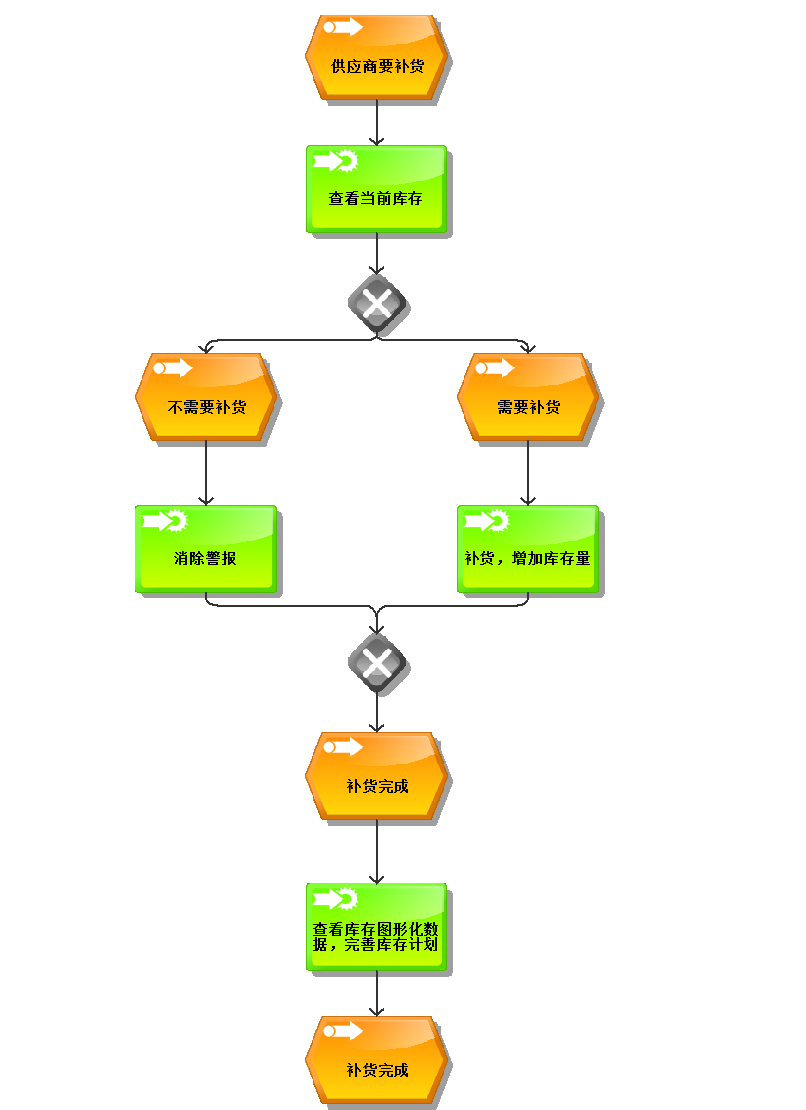 供应商要补货
查看当前库存
不需要补货
需要补货
消除警报
补货，增加库存量
补货完成
查看库存图形化数
据，完善库存计划
补货完成